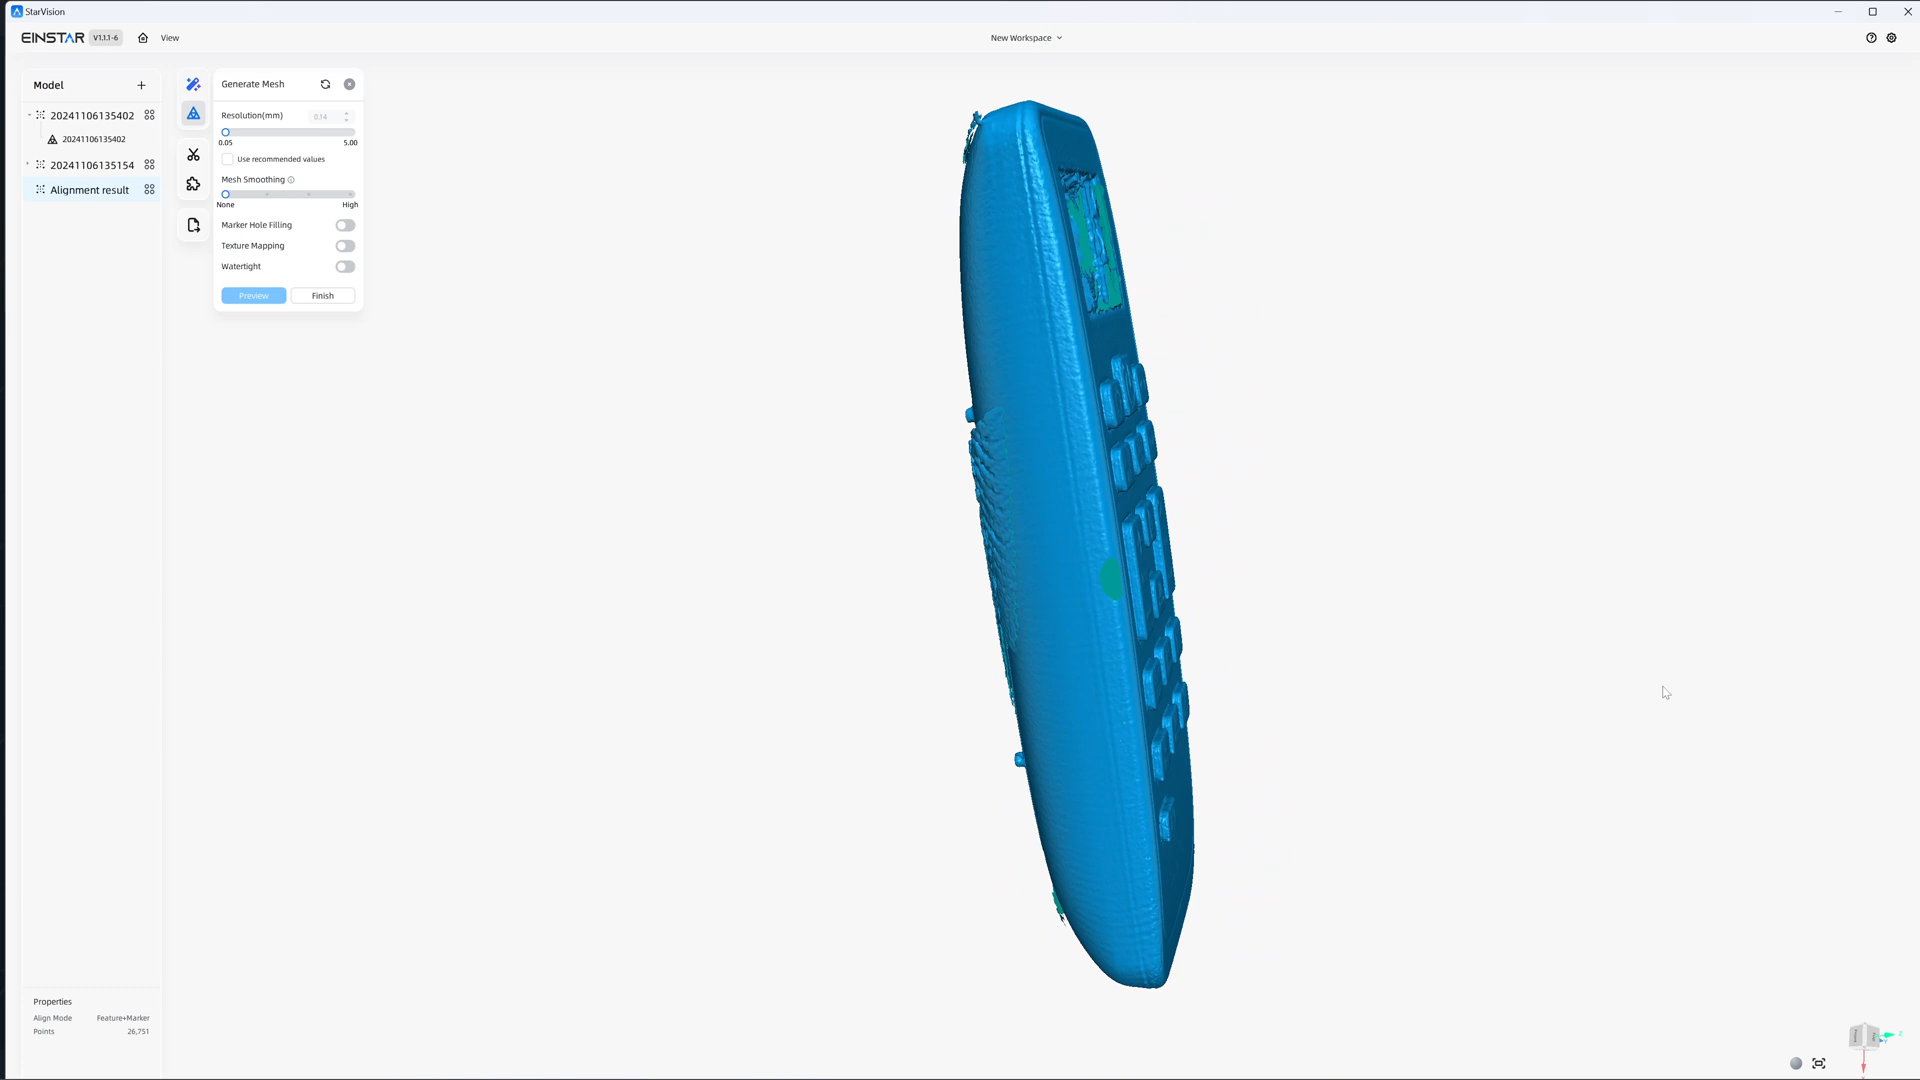 StarVision
EINSTAR V1.1.1-6 View New Workspace
Model
20241106135402
20241106135402
20241106135154
Alignment result
Generate Mesh
Resolution(mm) 0.14
0.05 5.00
Use recommended values
Mesh Smoothing
None High
Marker Hole Filling
Texture Mapping
Watertight
Preview Finish
Properties
Align Mode Feature+Marker
Points 26,751